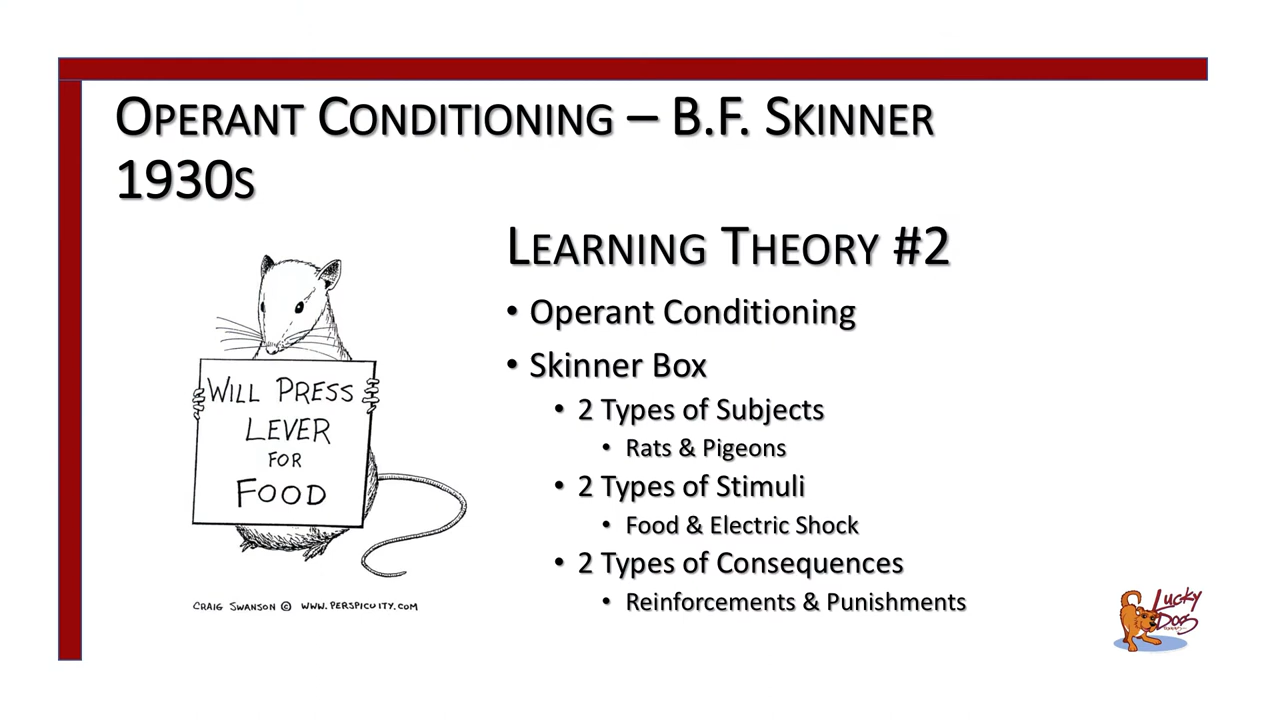 OPERANT CONDITIONING – B.F. SKINNER
1930S
LEARNING THEORY #2
• Operant Conditioning
• Skinner Box
• 2 Types of Subjects
• Rats & Pigeons
• 2 Types of Stimuli
• Food & Electric Shock
• 2 Types of Consequences
• Reinforcements & Punishments
WILL PRESS
LEVER
FOR
FOOD
CRAIG SWANSON © WWW.PERSPICUITY.COM
Lucky
Dog